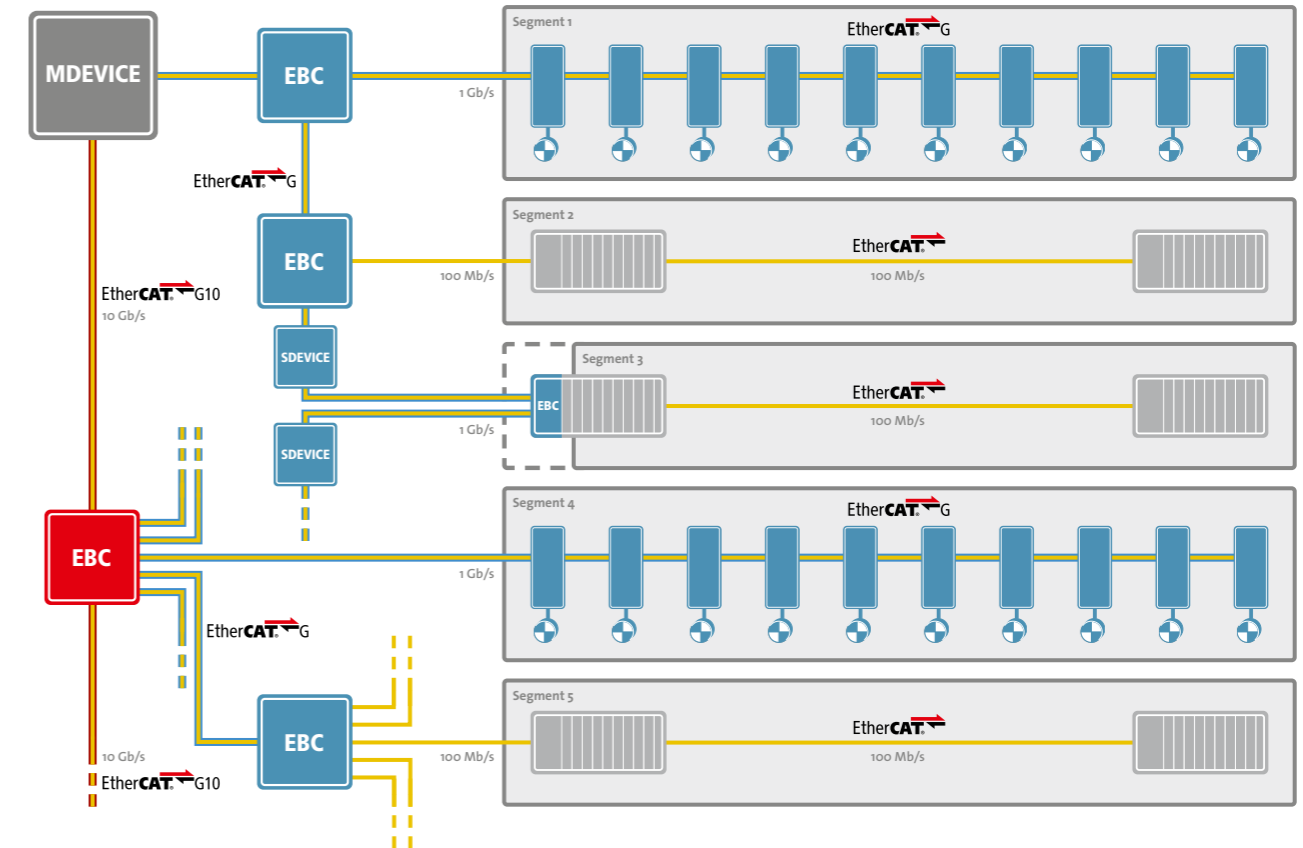 Segment 1
EtherCAT® G
MDEVICE
EBC
1 Gb/s
EtherCAT® G
Segment 2
EtherCAT®
EBC
100 Mb/s
100 Mb/s
EtherCAT® G10
10 Gb/s
SDEVICE
Segment 3
EtherCAT®
EBC
100 Mb/s
1 Gb/s
SDEVICE
Segment 4
EtherCAT® G
EBC
1 Gb/s
EtherCAT® G
Segment 5
EtherCAT®
EBC
100 Mb/s
100 Mb/s
10 Gb/s
EtherCAT® G10